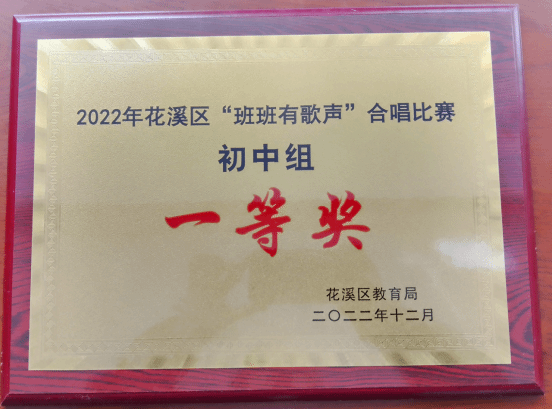 2022年花溪区“班班有歌声”合唱比赛
初中组
一等奖
花溪区教育局
二〇二二年十二月